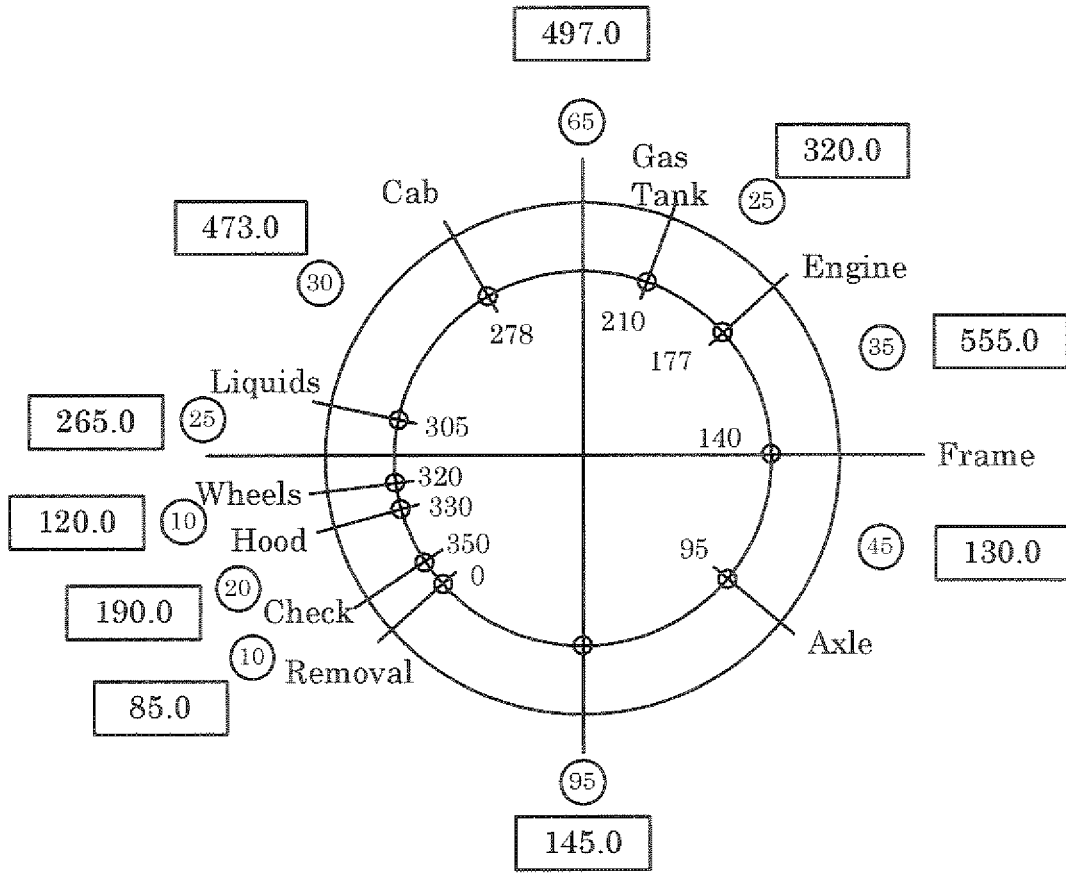 497.0
65
Gas
Tank
25
320.0
Cab
473.0
30
Engine
278
210
177
35
555.0
Liquids
265.0
25
305
140
Frame
Wheels
320
120.0
10
330
Hood
350
95
45
130.0
0
20
190.0
Check
Axle
10
Removal
85.0
95
145.0